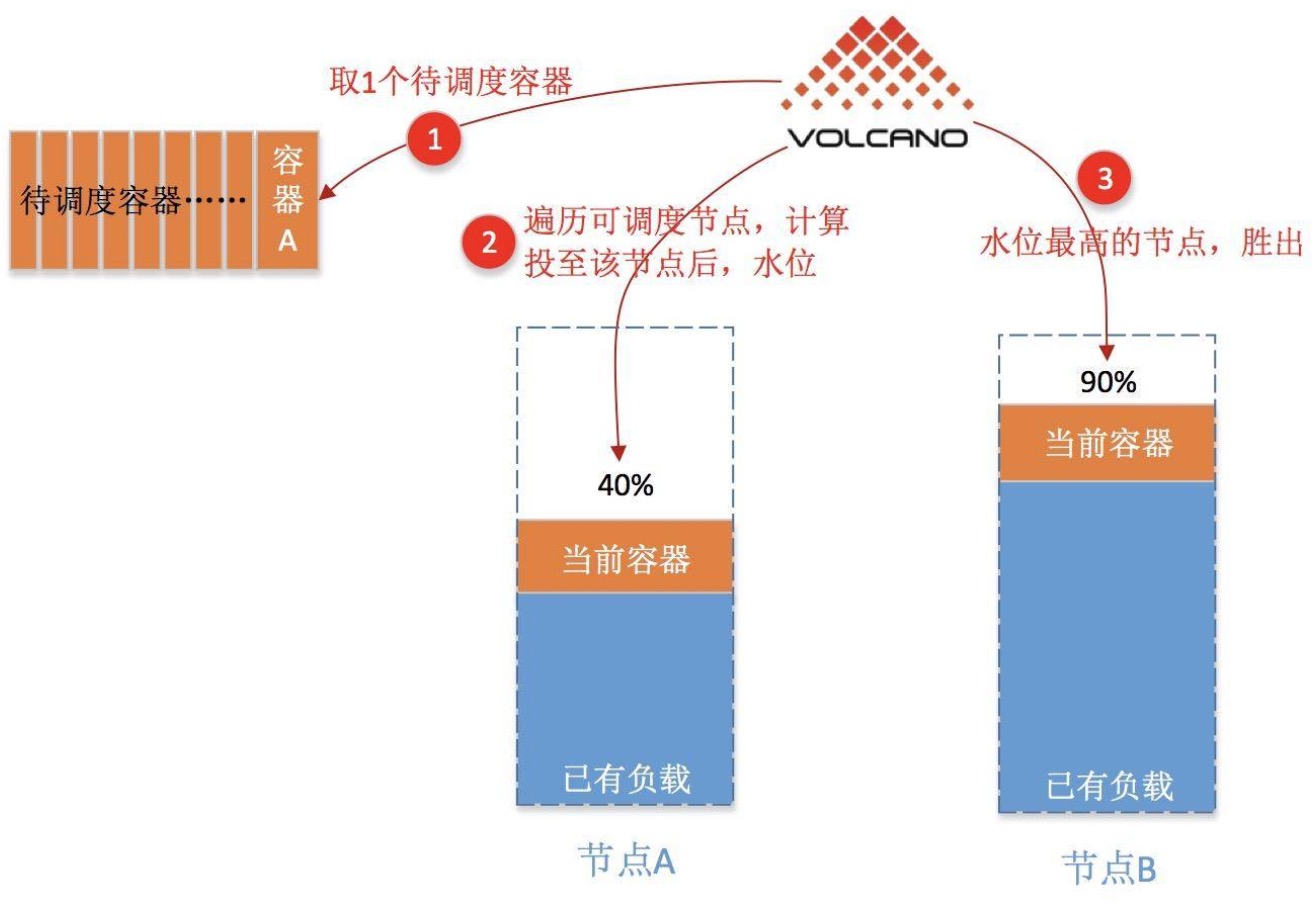 取1个待调度容器
VOLCANO
1
待调度容器……
容
器
A
3
2
遍历可调度节点，计算
投至该节点后，水位
水位最高的节点，胜出
90%
当前容器
40%
当前容器
已有负载
已有负载
节点A
节点B